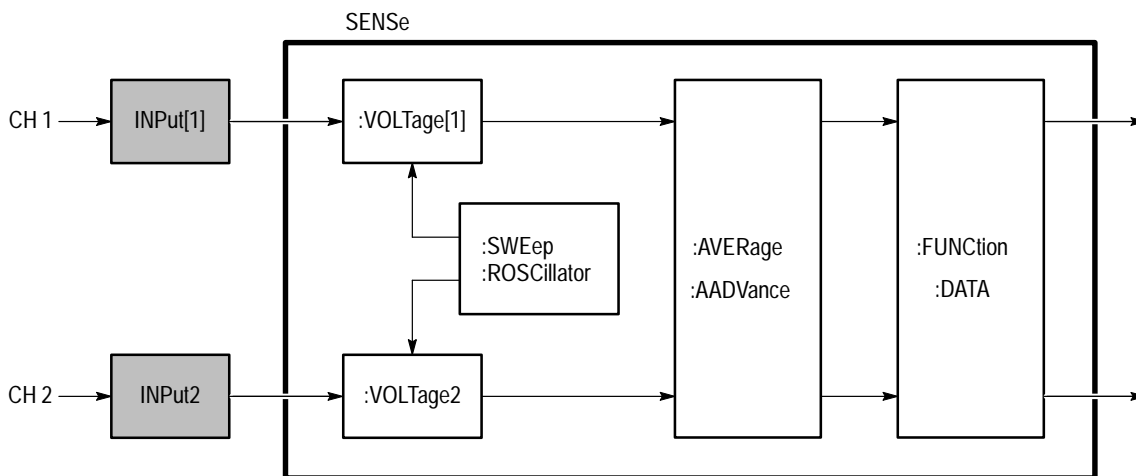 SENSe
CH 1
INPut[1]
:VOLTage[1]
:SWEep
:ROSCillator
:AVERage
:AADVance
:FUNCtion
:DATA
CH 2
INPut2
:VOLTage2